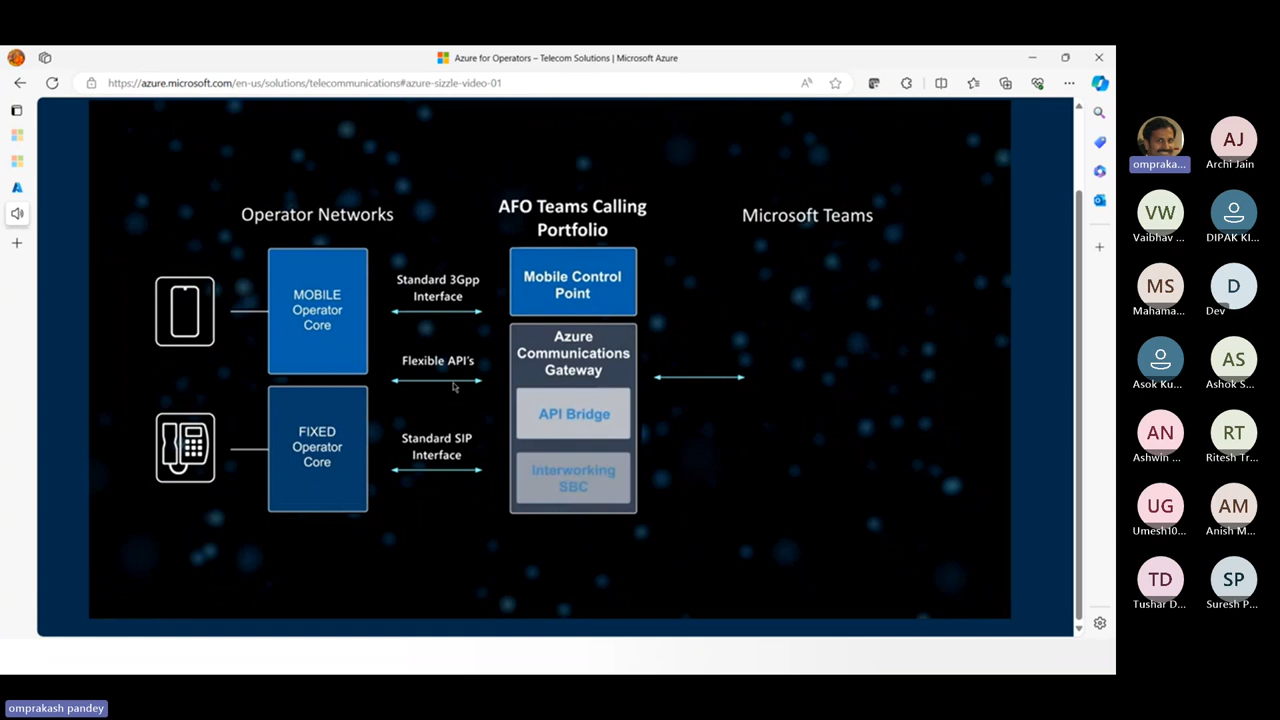 Azure for Operators – Telecom Solutions | Microsoft Azure
https://azure.microsoft.com/en-us/solutions/telecommunications#azure-sizzle-video-01
Operator Networks
AFO Teams Calling
Portfolio
Microsoft Teams
MOBILE
Operator
Core
Standard 3Gpp
Interface
Mobile Control
Point
Flexible API's
Azure
Communications
Gateway
API Bridge
FIXED
Operator
Core
Standard SIP
Interface
Interworking
SBC
ompraka...
AJ
Archi Jain
VW
Vaibhav ...
DIPAK KI...
MS
Mahama...
D
Dev
Asok Ku...
AS
Ashok S...
AN
Ashwin ...
RT
Ritesh Tr...
UG
Umesh10...
AM
Anish M...
TD
Tushar D...
SP
Suresh P...
omprakash pandey